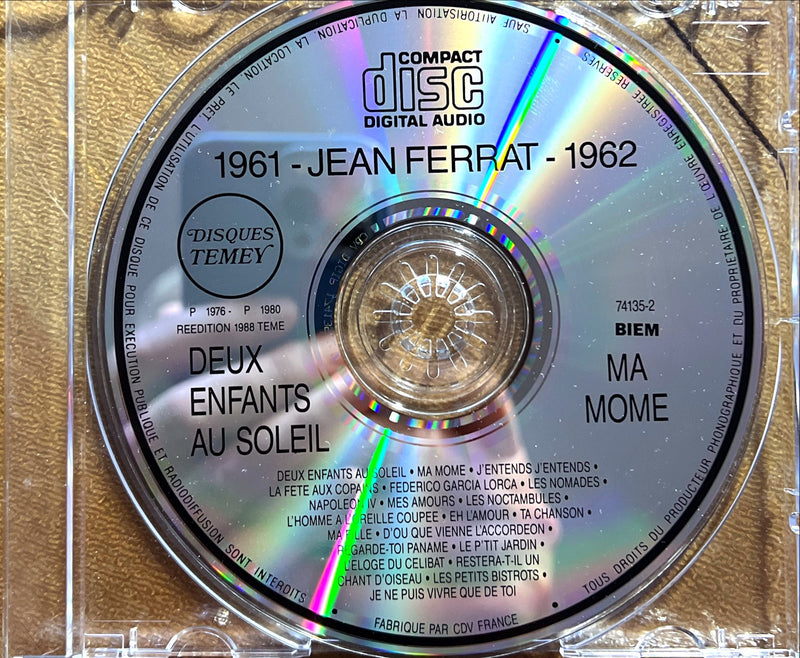 COMPACT
disc
DIGITAL AUDIO
1961 - JEAN FERRAT - 1962
DISQUES
TEMEY
P 1976 - P 1980
REEDITION 1988 TEME
74135-2
BIEM
DEUX
ENFANTS
AU SOLEIL
MA
MOME
DEUX ENFANTS AU SOLEIL • MA MOME • J'ENTENDS J'ENTENDS •
LA FETE AUX COPAINS • FEDERICO GARCIA LORCA • LES NOMADES •
NAPOLEON IV • MES AMOURS • LES NOCTAMBULES •
L'HOMME A L'OREILLE COUPEE • EH L'AMOUR • TA CHANSON •
MA FILLE • D'OU QUE VIENNE L'ACCORDEON •
REGARDE-TOI PANAME • LE P'TIT JARDIN •
L'ELOGE DU CELIBAT • RESTERA-T-IL UN
CHANT D'OISEAU • LES PETITS BISTROTS •
JE NE PUIS VIVRE QUE DE TOI
FABRIQUE PAR CDV FRANCE
TOUS DROITS DU PRODUCTEUR PHONOGRAPHIQUE ET DU PROPRIETAIRE DE L'ŒUVRE ENREGISTREE RESERVES
SAUF AUTORISATION LA DUPLICATION LA LOCATION, LE PRET L'UTILISATION DE CE DISQUE POUR EXECUTION PUBLIQUE ET RADIODIFFUSION SONT INTERDITS